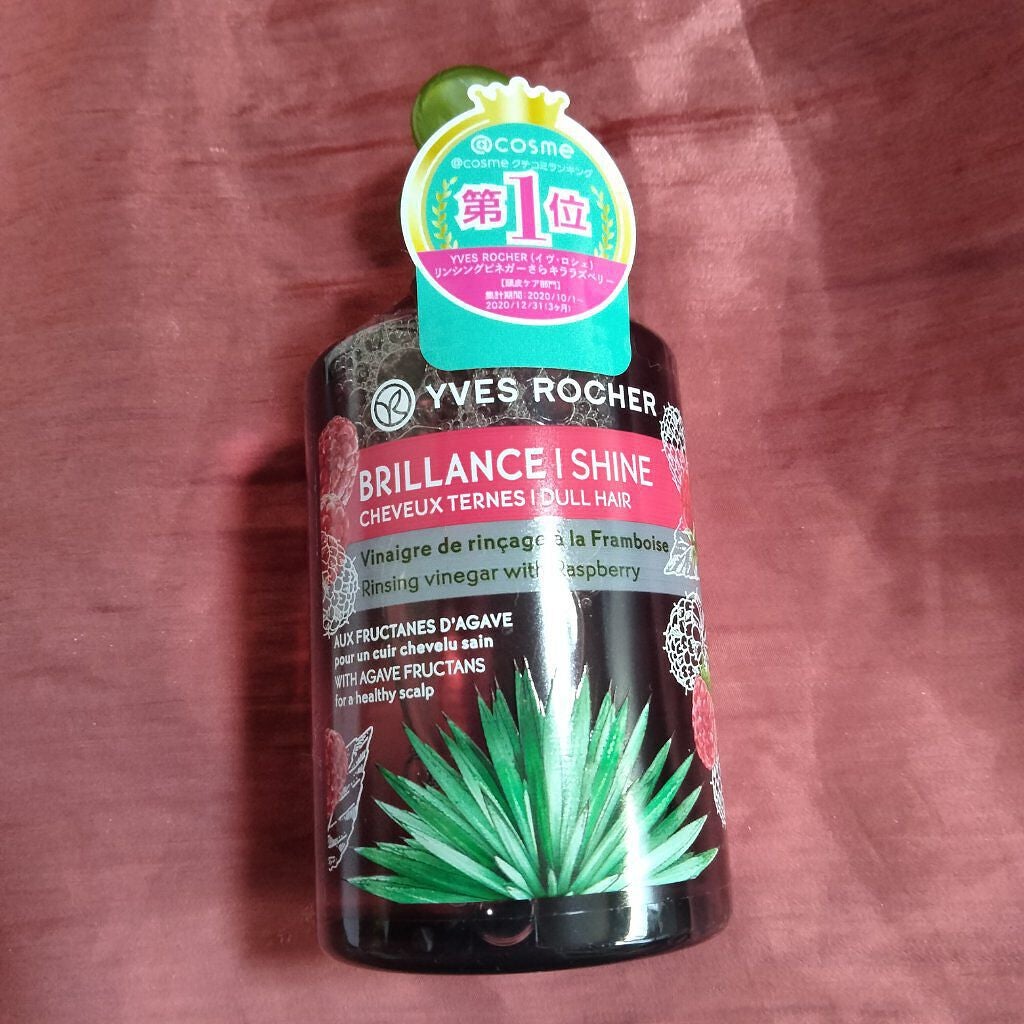 @cosme
@cosme クチコミランキング
第1位
YVES ROCHER (イヴ・ロシェ)
リンシングビネガーさらキララズベリー
[頭皮ケア部門]
集計期間:2020/10/1～
2020/12/31(3ヶ月)
YVES ROCHER
BRILLANCE | SHINE
CHEVEUX TERNES | DULL HAIR
Vinaigre de rinçage à la Framboise
Rinsing vinegar with Raspberry
AUX FRUCTANES D'AGAVE
pour un cuir chevelu sain
WITH AGAVE FRUCTANS
for a healthy scalp